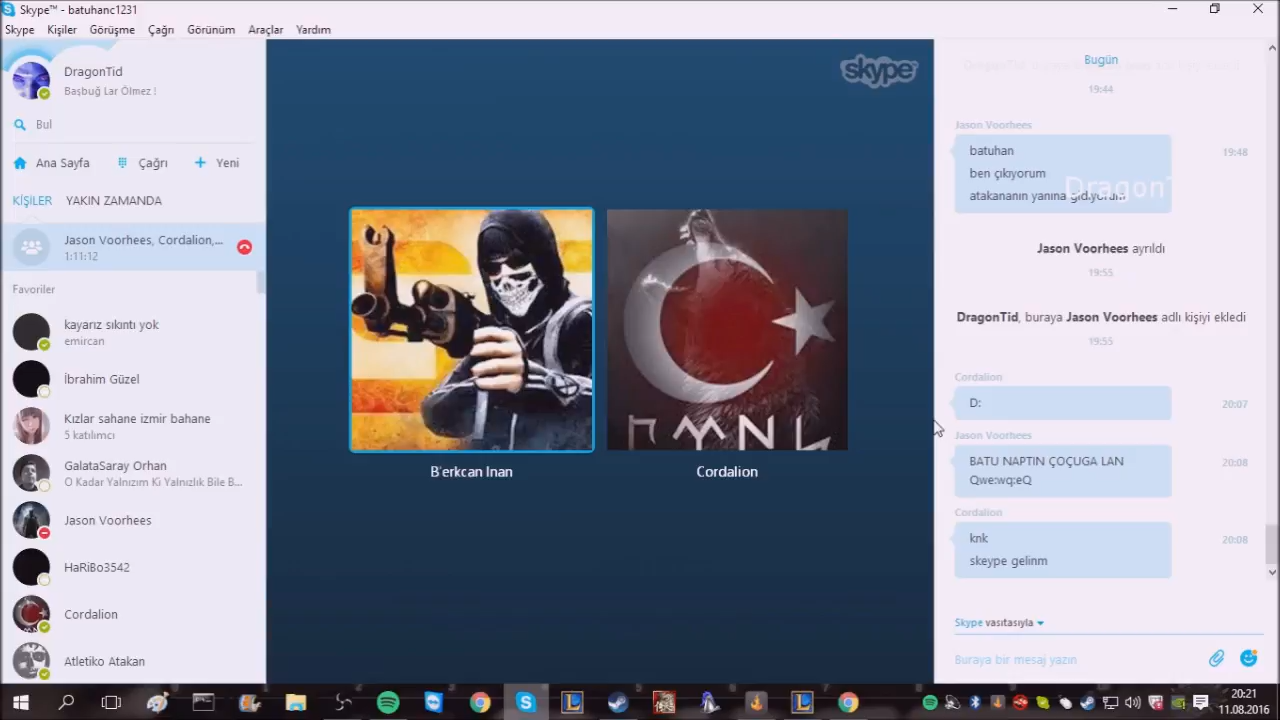 Skype™ - batuhanc1231
Skype Kişiler Görüşme Çağrı Görünüm Araçlar Yardım
DragonTid
Başbuğ Lar Ölmez !
Bul
Ana Sayfa Çağrı Yeni
KİŞİLER YAKIN ZAMANDA
Jason Voorhees, Cordalion,...
1:11:12
Favoriler
kayarız sıkıntı yok
emircan
İbrahim Güzel
Kızlar sahane izmir bahane
5 katılımcı
GalataSaray Orhan
O Kadar Yalnızım Ki Yalnızlık Bile B...
Jason Voorhees
HaRiBo3542
Cordalion
Atletiko Atakan
skype
B'erkcan Inan
Cordalion
Bugün
19:44
Jason Voorhees
batuhan 19:48
ben çıkıyorum
atakananın yanına gidiyorum
DragonT
Jason Voorhees ayrıldı
19:55
DragonTid, buraya Jason Voorhees adlı kişiyi ekledi
19:55
Cordalion
D: 20:07
Jason Voorhees
BATU NAPTIN ÇOÇUGA LAN 20:08
Qwe:wq:eQ
Cordalion
knk 20:08
skeype gelinm
Skype vasıtasıyla
Buraya bir mesaj yazın
20:21
11.08.2016